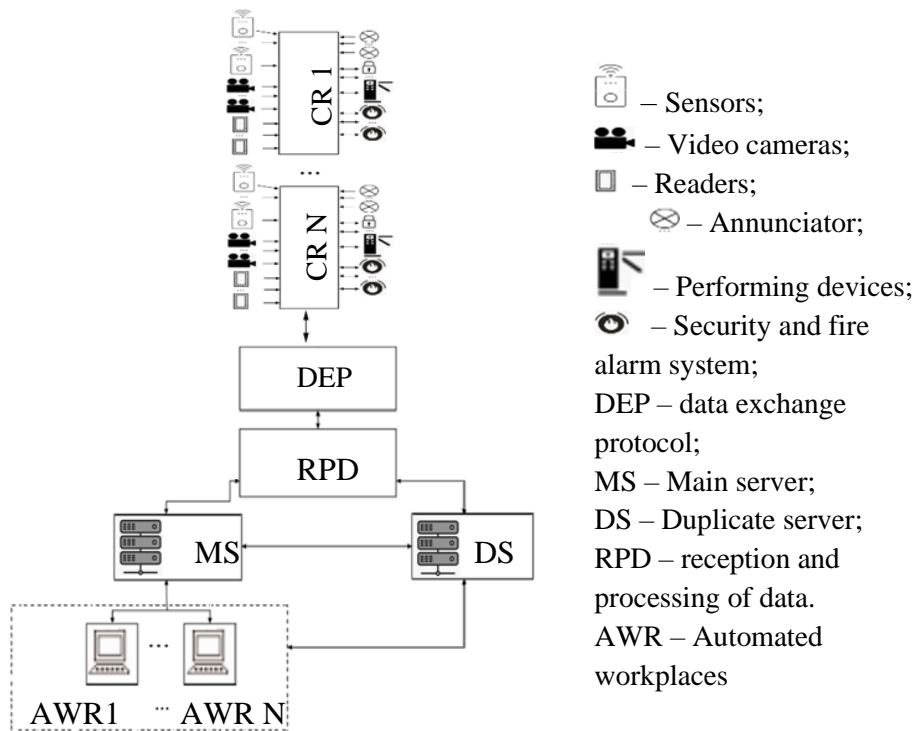 CR 1
...
CR N
DEP
RPD
MS
DS
...
AWR1 ... AWR N
– Sensors;
– Video cameras;
– Readers;
– Annunciator;
– Performing devices;
– Security and fire
alarm system;
DEP – data exchange
protocol;
MS – Main server;
DS – Duplicate server;
RPD – reception and
processing of data.
AWR – Automated
workplaces